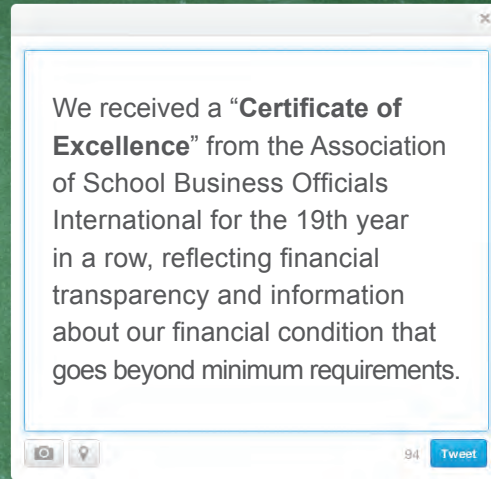 We received a “Certificate of
Excellence” from the Association
of School Business Officials
International for the 19th year
in a row, reflecting financial
transparency and information
about our financial condition that
goes beyond minimum requirements.
94 Tweet